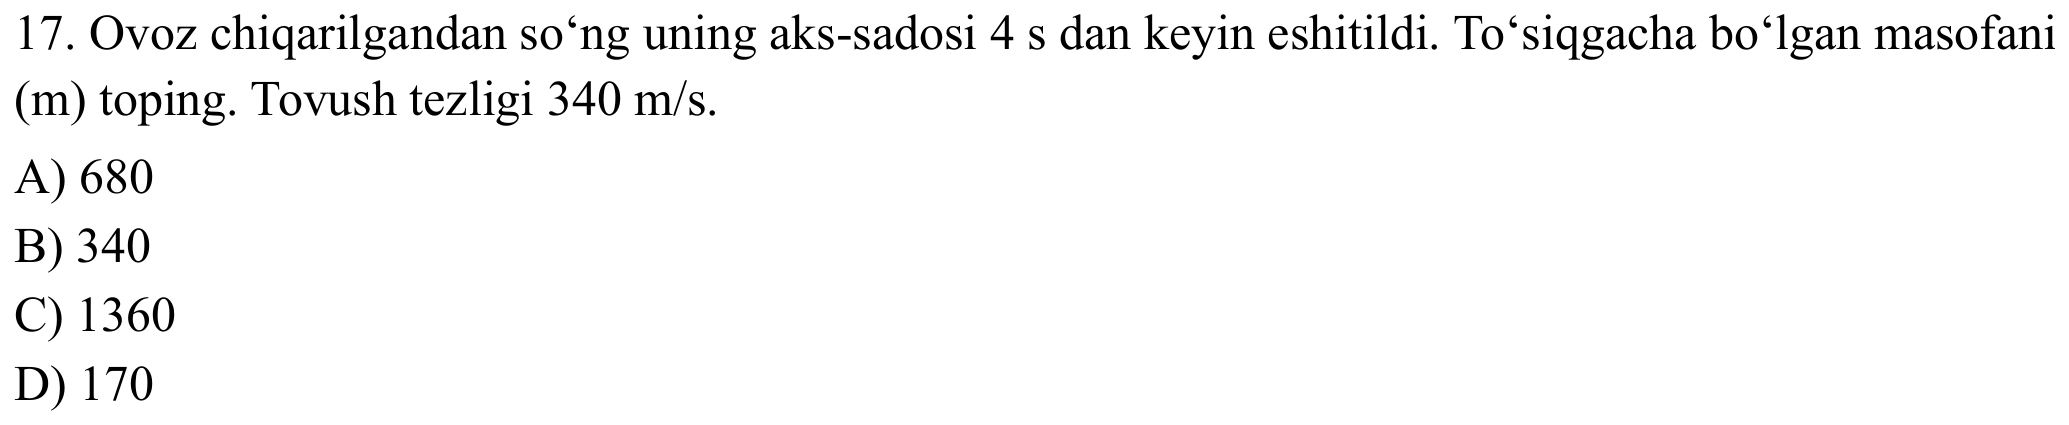 17. Ovoz chiqarilgandan so‘ng uning aks-sadosi 4 s dan keyin eshitildi. To‘siqgacha bo‘lgan masofani
(m) toping. Tovush tezligi 340 m/s.
A) 680
B) 340
C) 1360
D) 170